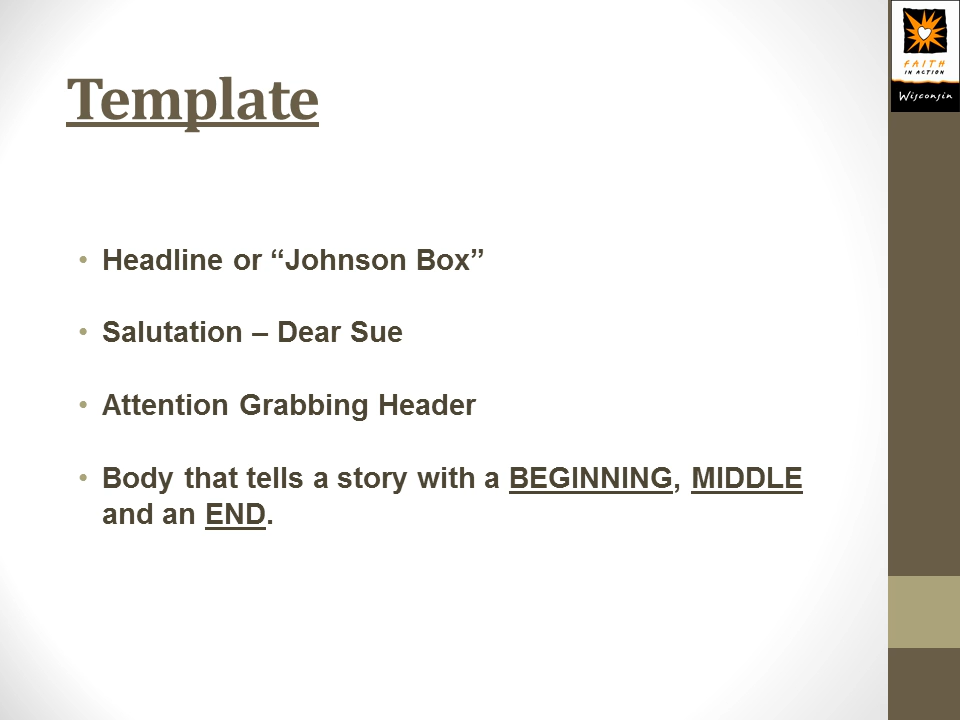 Template
FAITH
IN ACTION
Wisconsin
• Headline or “Johnson Box”
• Salutation – Dear Sue
• Attention Grabbing Header
• Body that tells a story with a BEGINNING, MIDDLE
and an END.